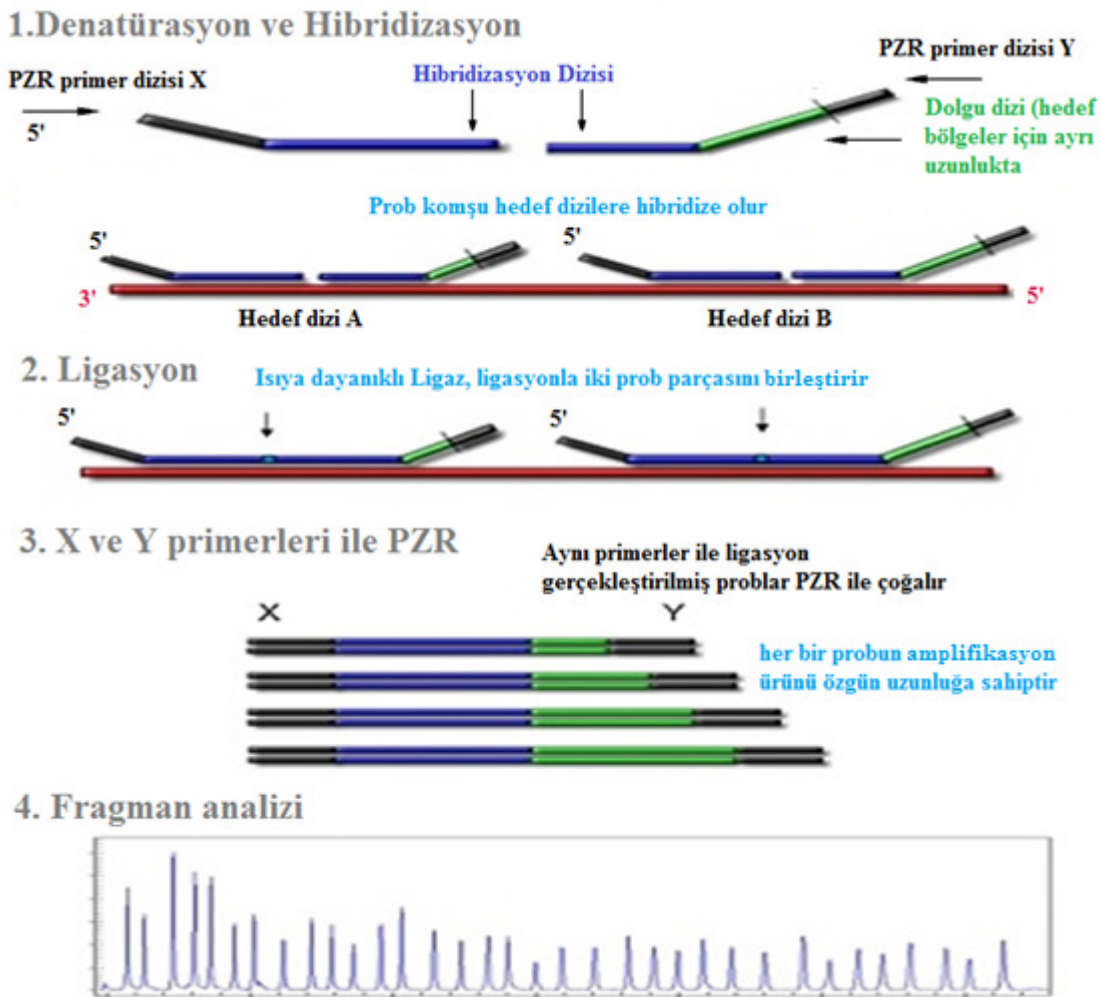 1.Denatürasyon ve Hibridizasyon
PZR primer dizisi X
5'
Hibridizasyon Dizisi
PZR primer dizisi Y
Dolgu dizi (hedef
bölgeler için ayrı
uzunlukta
Prob komşu hedef dizilere hibridize olur
5'
5'
3'
5'
Hedef dizi A
Hedef dizi B
2. Ligasyon
Isıya dayanıklı Ligaz, ligasyonla iki prob parçasını birleştirir
5'
5'
3. X ve Y primerleri ile PZR
Aynı primerler ile ligasyon
gerçekleştirilmiş problar PZR ile çoğalır
X
Y
her bir probun amplifikasyon
ürünü özgün uzunluğa sahiptir
4. Fragman analizi